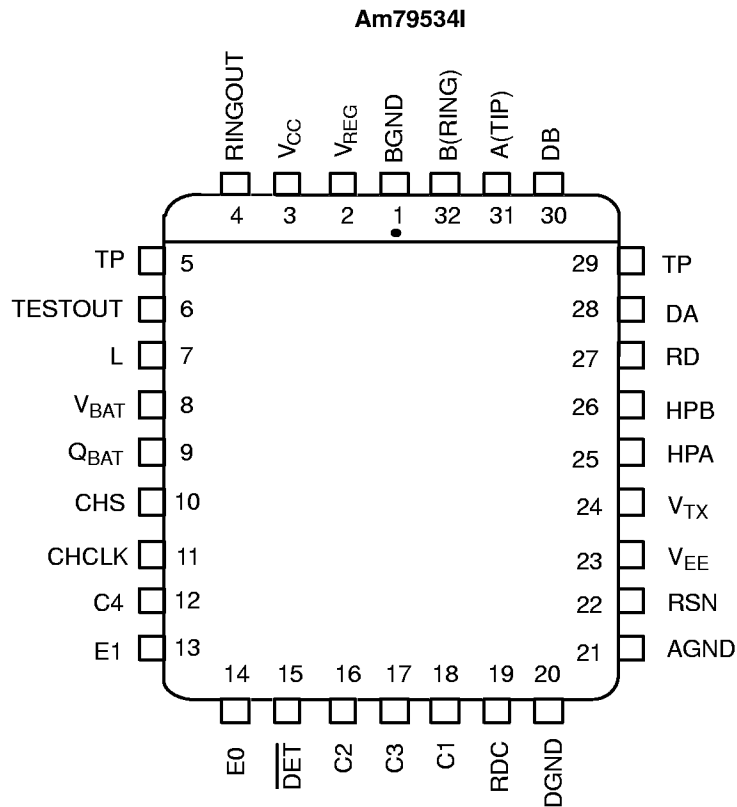 Am79534I
RINGOUT
VCC
VREG
BGND
B(RING)
A(TIP)
DB
4 3 2 1 32 31 30
TP 5 29 TP
TESTOUT 6 28 DA
L 7 27 RD
VBAT 8 26 HPB
QBAT 9 25 HPA
CHS 10 24 VTX
CHCLK 11 23 VEE
C4 12 22 RSN
E1 13 21 AGND
14 15 16 17 18 19 20
E0
DET
C2
C3
C1
RDC
DGND